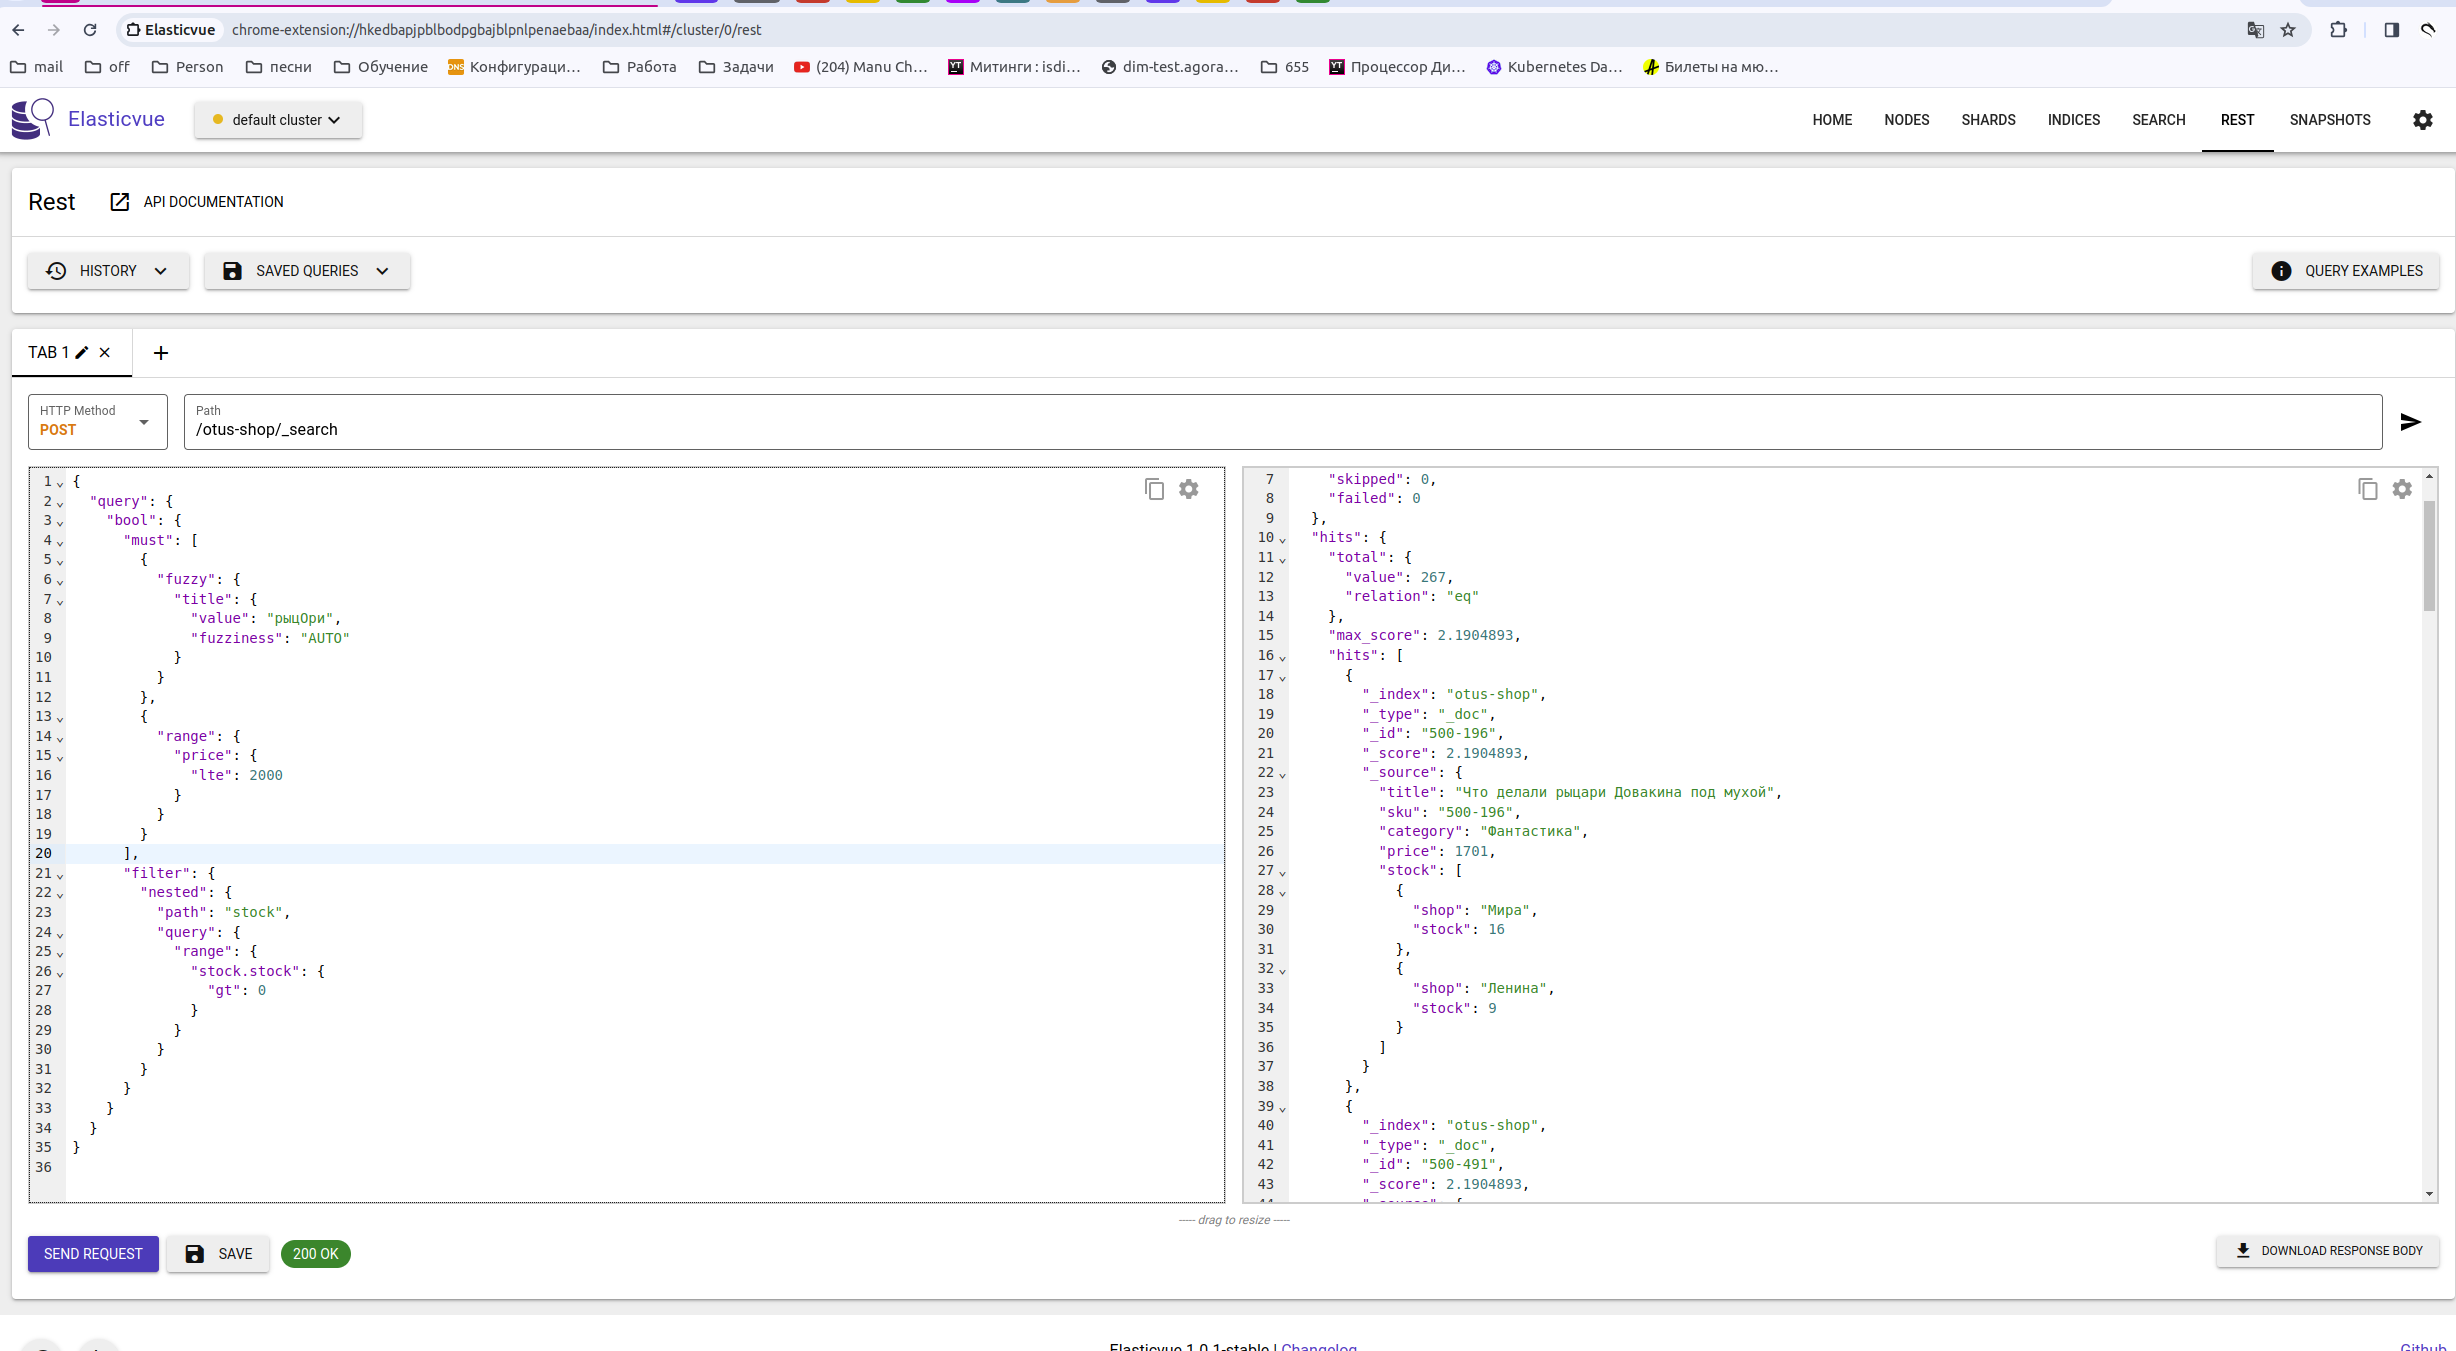 Elasticvue chrome-extension://hkedbapjpblbodpgbajblpnlpenaebaa/index.html#/cluster/0/rest
mail off Person песни Обучение Конфигураци... Работа Задачи (204) Manu Ch... Митинги : isdi... dim-test.agora... 655 Процессор Ди... Kubernetes Da... Билеты на мю...
Elasticvue default cluster HOME NODES SHARDS INDICES SEARCH REST SNAPSHOTS
Rest API DOCUMENTATION
HISTORY SAVED QUERIES QUERY EXAMPLES
TAB 1
HTTP Method
POST
Path
/otus-shop/_search
1 {
2 "query": {
3 "bool": {
4 "must": [
5 {
6 "fuzzy": {
7 "title": {
8 "value": "рыцОри",
9 "fuzziness": "AUTO"
10 }
11 }
12 },
13 {
14 "range": {
15 "price": {
16 "lte": 2000
17 }
18 }
19 }
20 ],
21 "filter": {
22 "nested": {
23 "path": "stock",
24 "query": {
25 "range": {
26 "stock.stock": {
27 "gt": 0
28 }
29 }
30 }
31 }
32 }
33 }
34 }
35 }
36
7 "skipped": 0,
8 "failed": 0
9 },
10 "hits": {
11 "total": {
12 "value": 267,
13 "relation": "eq"
14 },
15 "max_score": 2.1904893,
16 "hits": [
17 {
18 "_index": "otus-shop",
19 "_type": "_doc",
20 "_id": "500-196",
21 "_score": 2.1904893,
22 "_source": {
23 "title": "Что делали рыцари Довакина под мухой",
24 "sku": "500-196",
25 "category": "Фантастика",
26 "price": 1701,
27 "stock": [
28 {
29 "shop": "Мира",
30 "stock": 16
31 },
32 {
33 "shop": "Ленина",
34 "stock": 9
35 }
36 ]
37 }
38 },
39 {
40 "_index": "otus-shop",
41 "_type": "_doc",
42 "_id": "500-491",
43 "_score": 2.1904893,
---- drag to resize ----
SEND REQUEST SAVE 200 OK DOWNLOAD RESPONSE BODY
Elasticvue 1.0.1-stable | Changelog Github